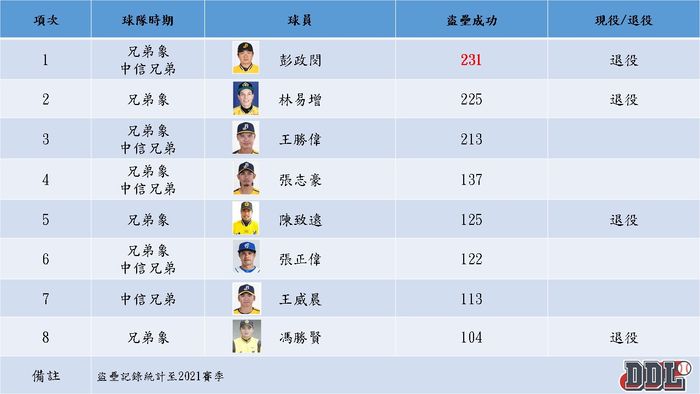 項次 球隊時期 球員 盜壘成功 現役/退役
1 兄弟象 中信兄弟 彭政閔 231 退役
2 兄弟象 林易增 225 退役
3 兄弟象 中信兄弟 王勝偉 213
4 兄弟象 中信兄弟 張志豪 137
5 兄弟象 陳致遠 125 退役
6 兄弟象 中信兄弟 張正偉 122
7 中信兄弟 王威晨 113
8 兄弟象 馮勝賢 104 退役
備註 盜壘記錄統計至2021賽季
DDL